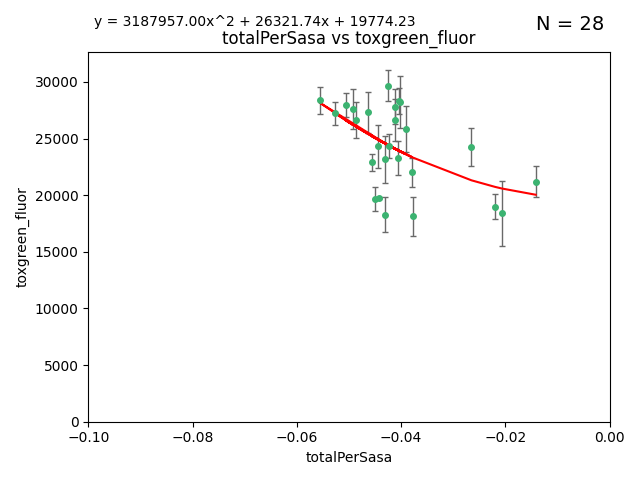 y = 3187957.00x^2 + 26321.74x + 19774.23
N = 28
totalPerSasa vs toxgreen_fluor
30000
25000
20000
15000
10000
5000
0
toxgreen_fluor
−0.10 −0.08 −0.06 −0.04 −0.02 0.00
totalPerSasa